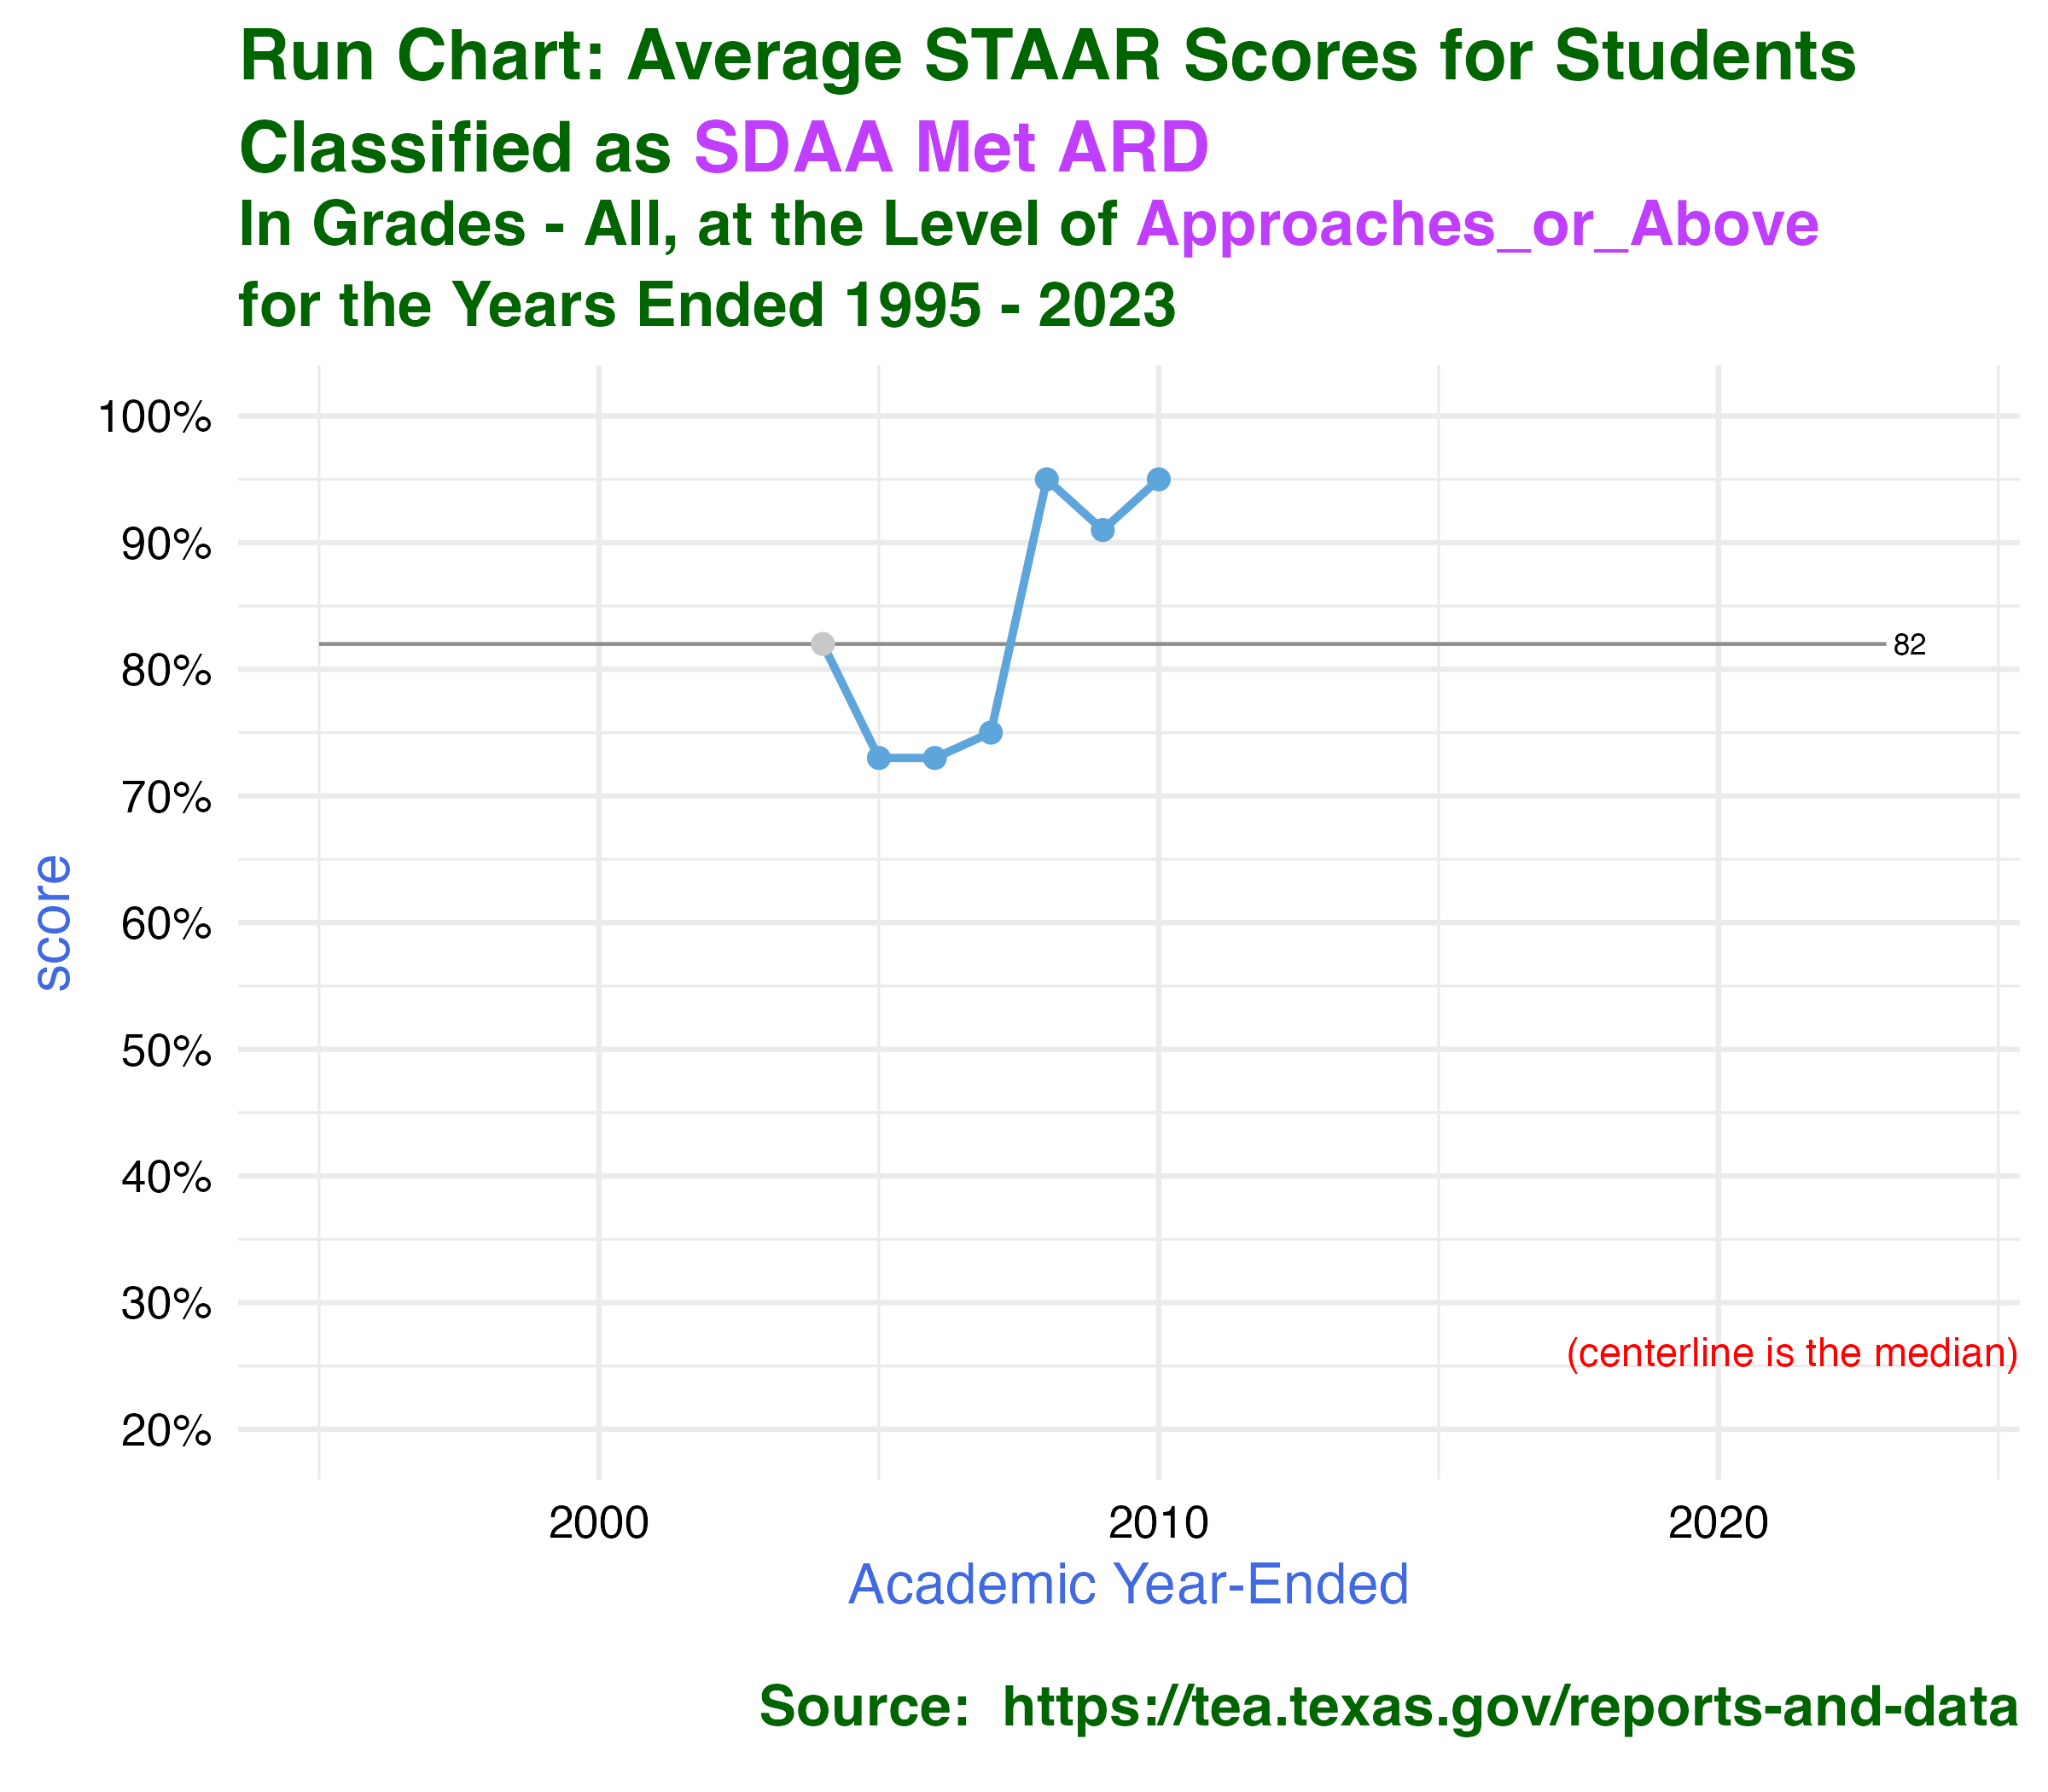 Run Chart: Average STAAR Scores for Students
Classified as SDAA Met ARD
In Grades - All, at the Level of Approaches_or_Above
for the Years Ended 1995 - 2023
100%
90%
80%
70%
60%
50%
40%
30%
20%
score
82
(centerline is the median)
2000 2010 2020
Academic Year-Ended
Source:  https://tea.texas.gov/reports-and-data